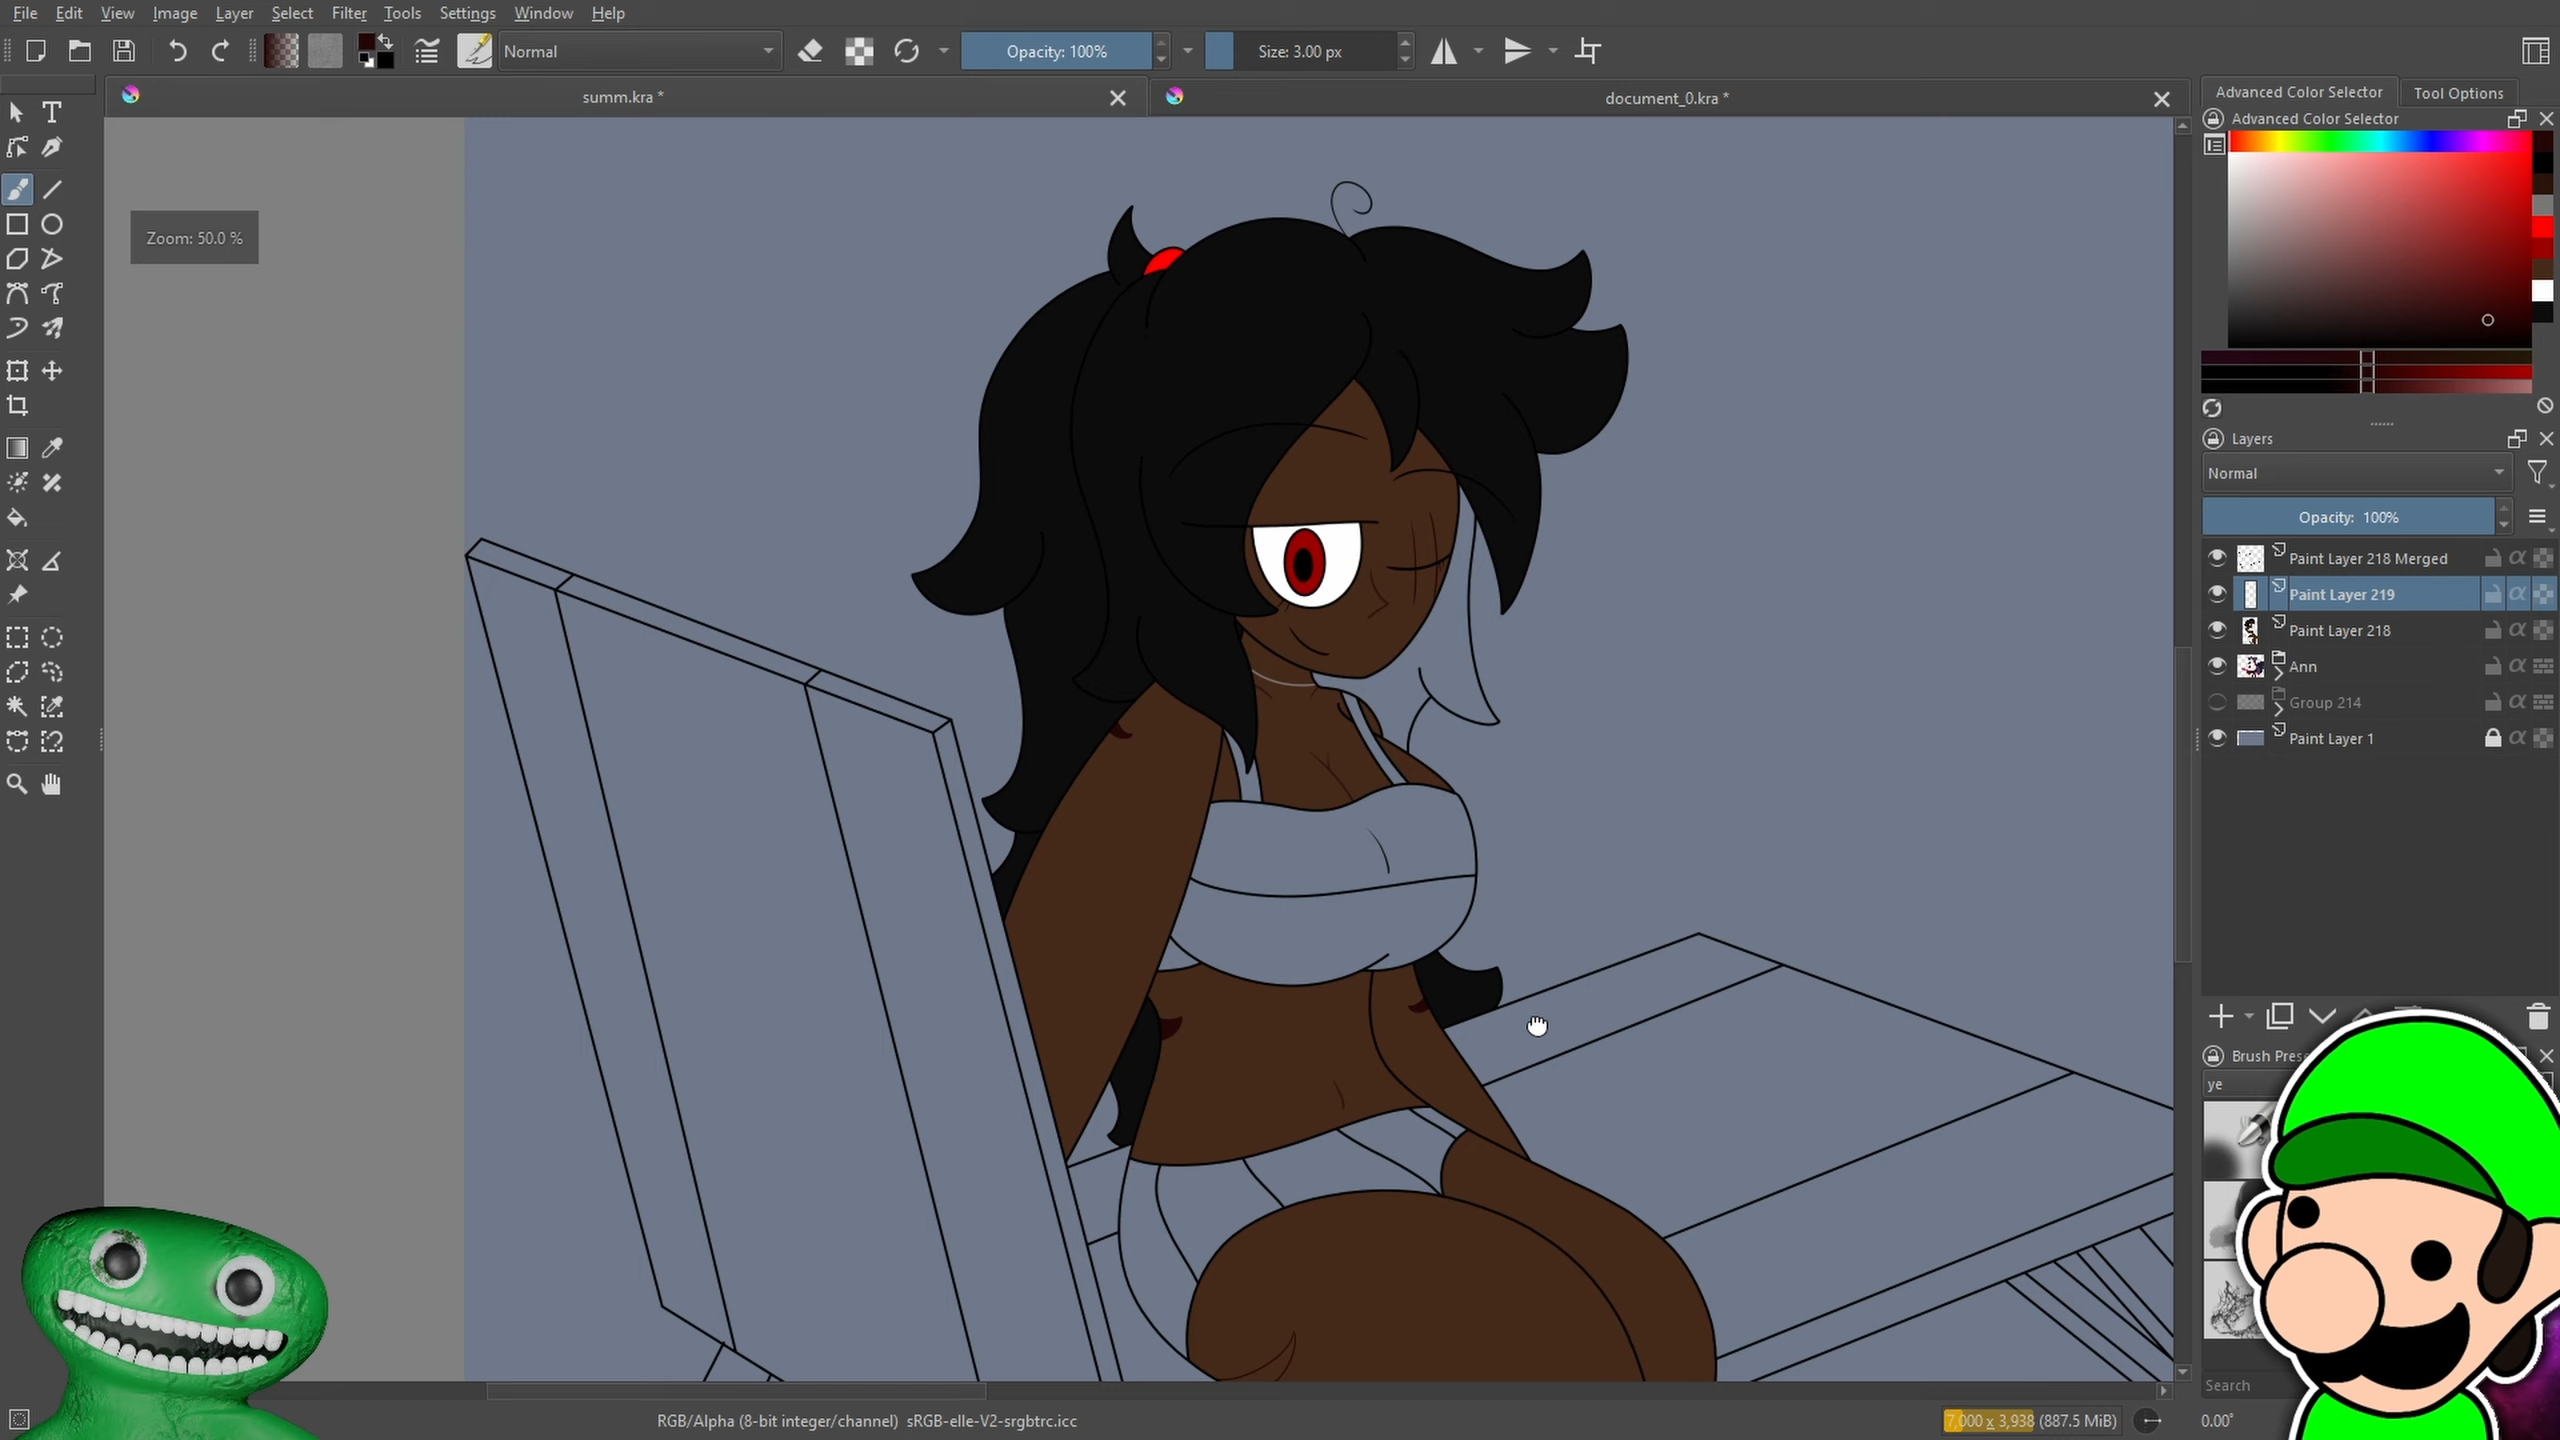 File Edit View Image Layer Select Filter Tools Settings Window Help
Normal
Opacity: 100%
Size: 3.00 px
summ.kra *
document_0.kra *
Zoom: 50.0 %
Advanced Color Selector
Tool Options
Advanced Color Selector
Layers
Normal
Opacity: 100%
Paint Layer 218 Merged
Paint Layer 219
Paint Layer 218
Ann
Group 214
Paint Layer 1
Brush Pres
ye
Search
RGB/Alpha (8-bit integer/channel) sRGB-elle-V2-srgbtrc.icc
7,000 x 3,938 (887.5 MiB)
0.00°